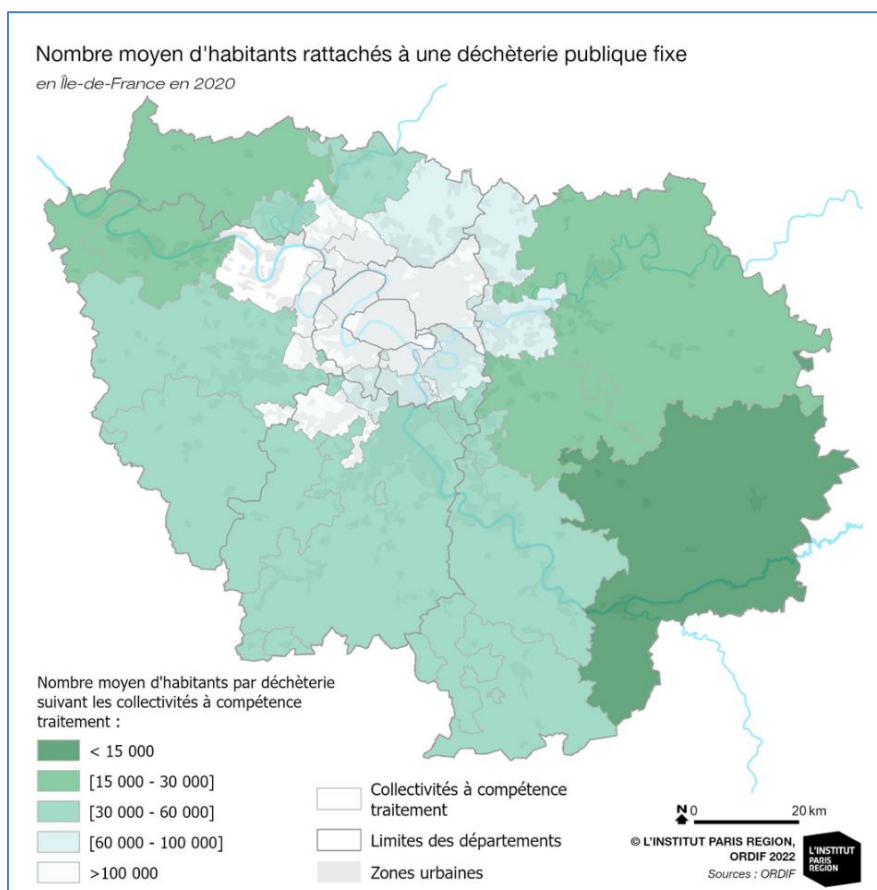 Nombre moyen d'habitants rattachés à une déchèterie publique fixe
en Île-de-France en 2020
Nombre moyen d'habitants par déchèterie
suivant les collectivités à compétence
traitement :
< 15 000
[15 000 - 30 000]
[30 000 - 60 000]
[60 000 - 100 000]
>100 000
Collectivités à compétence
traitement
Limites des départements
Zones urbaines
N 0 20 km
© L'INSTITUT PARIS REGION,
ORDIF 2022
Sources : ORDIF
L'INSTITUT
PARIS
REGION